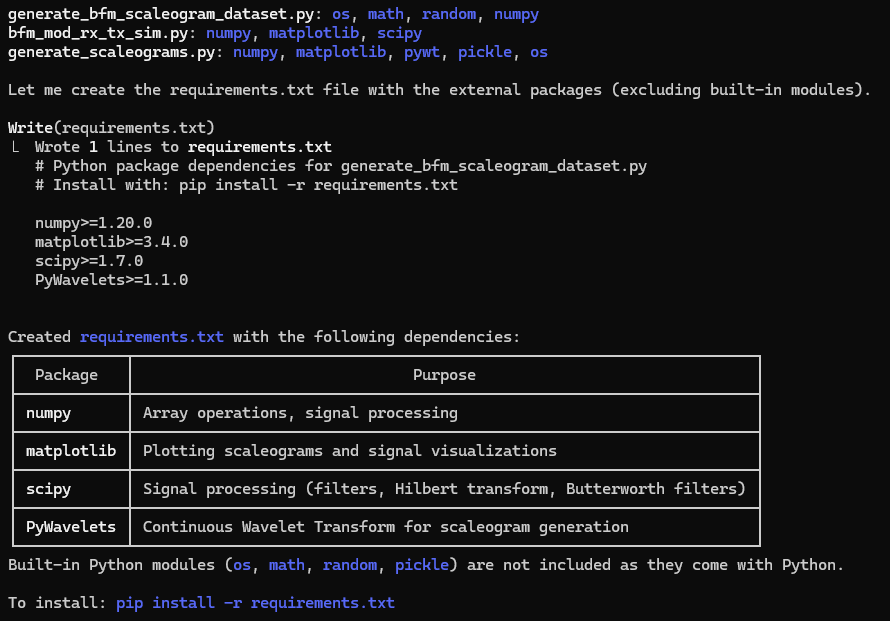 generate_bfm_scaleogram_dataset.py: os, math, random, numpy
bfm_mod_rx_tx_sim.py: numpy, matplotlib, scipy
generate_scaleograms.py: numpy, matplotlib, pywt, pickle, os
Let me create the requirements.txt file with the external packages (excluding built-in modules).
Write(requirements.txt)
└ Wrote 1 lines to requirements.txt
# Python package dependencies for generate_bfm_scaleogram_dataset.py
# Install with: pip install -r requirements.txt
numpy>=1.20.0
matplotlib>=3.4.0
scipy>=1.7.0
PyWavelets>=1.1.0
Created requirements.txt with the following dependencies:
Package Purpose
numpy Array operations, signal processing
matplotlib Plotting scaleograms and signal visualizations
scipy Signal processing (filters, Hilbert transform, Butterworth filters)
PyWavelets Continuous Wavelet Transform for scaleogram generation
Built-in Python modules (os, math, random, pickle) are not included as they come with Python.
To install: pip install -r requirements.txt